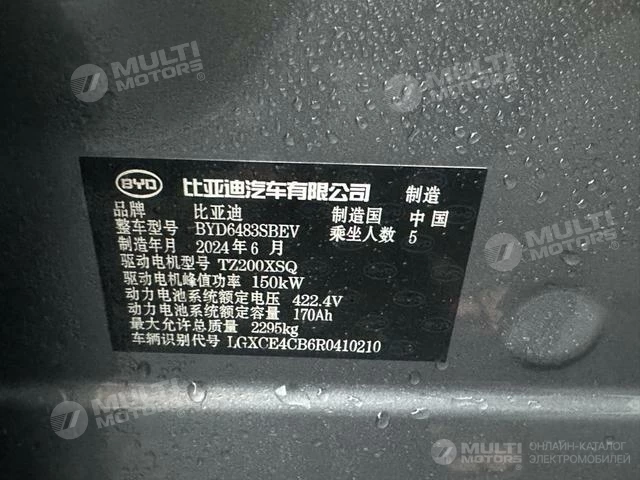 MULTI MOTORS
MULTI MOTORS
MULTI MOTORS
BYD 比亚迪汽车有限公司 制造
品牌 比亚迪 制造国 中国
整车型号 BYD6483SBEV 乘坐人数 5
制造年月 2024年6月
驱动电机型号 TZ200XSQ
驱动电机峰值功率 150kW
动力电池系统额定电压 422.4V
动力电池系统额定容量 170Ah
最大允许总质量 2295kg
车辆识别代号 LGXCE4CB6R0410210
MULTI MOTORS
MULTI MOTORS
ОНЛАЙН-КАТАЛОГ
ЭЛЕКТРОМОБИЛЕЙ